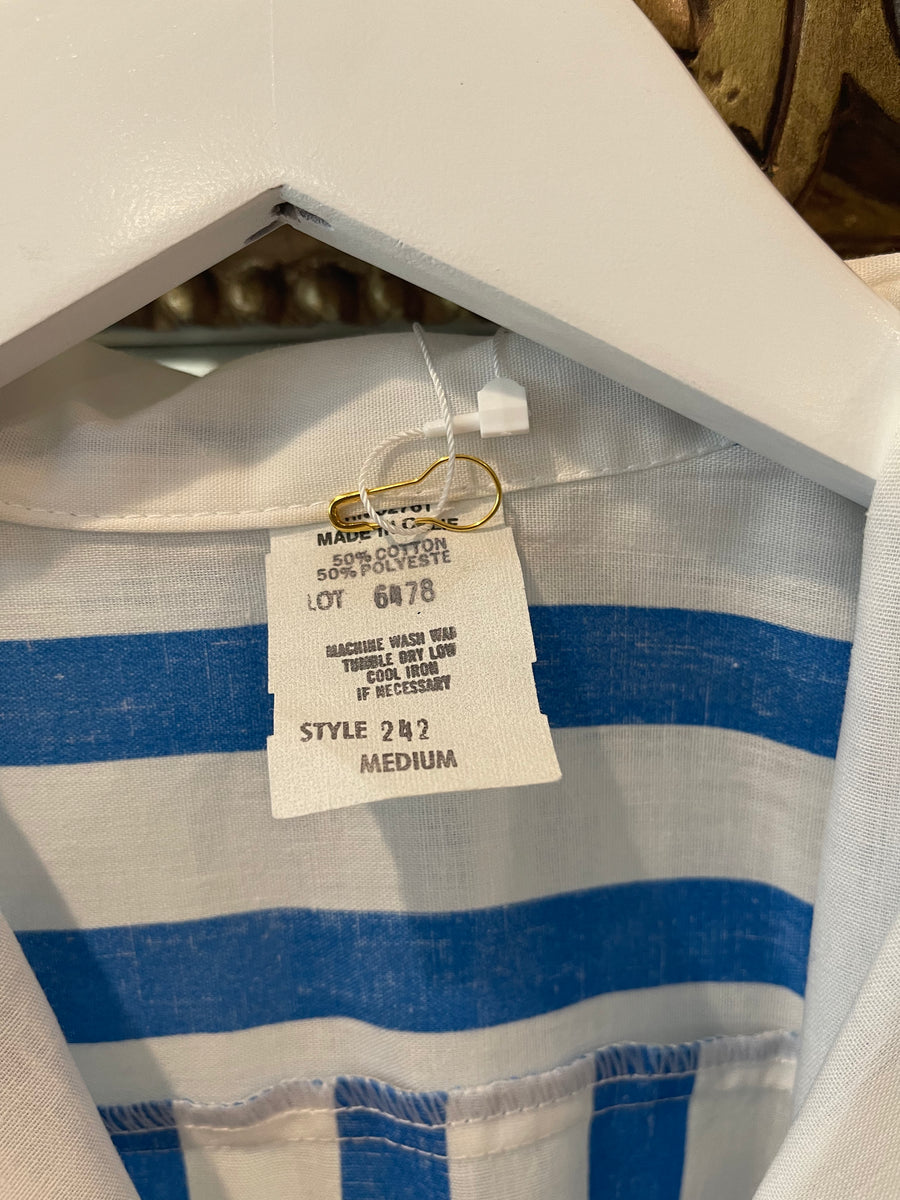 MADE IN
50% COTTON
50% POLYESTE
LOT 6478
MACHINE WASH WAR
TUMBLE DRY LOW
COOL IRON
IF NECESSARY
STYLE 242
MEDIUM